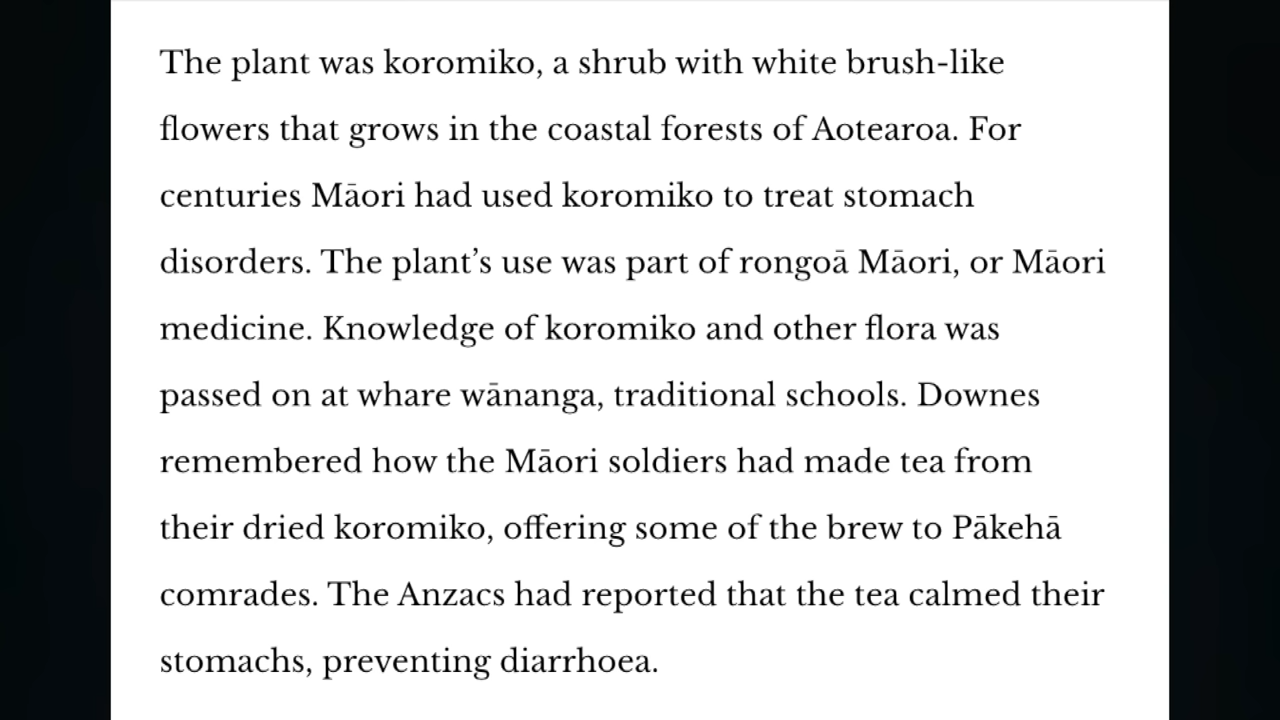 The plant was koromiko, a shrub with white brush-like
flowers that grows in the coastal forests of Aotearoa. For
centuries Māori had used koromiko to treat stomach
disorders. The plant’s use was part of rongoā Māori, or Māori
medicine. Knowledge of koromiko and other flora was
passed on at whare wānanga, traditional schools. Downes
remembered how the Māori soldiers had made tea from
their dried koromiko, offering some of the brew to Pākehā
comrades. The Anzacs had reported that the tea calmed their
stomachs, preventing diarrhoea.